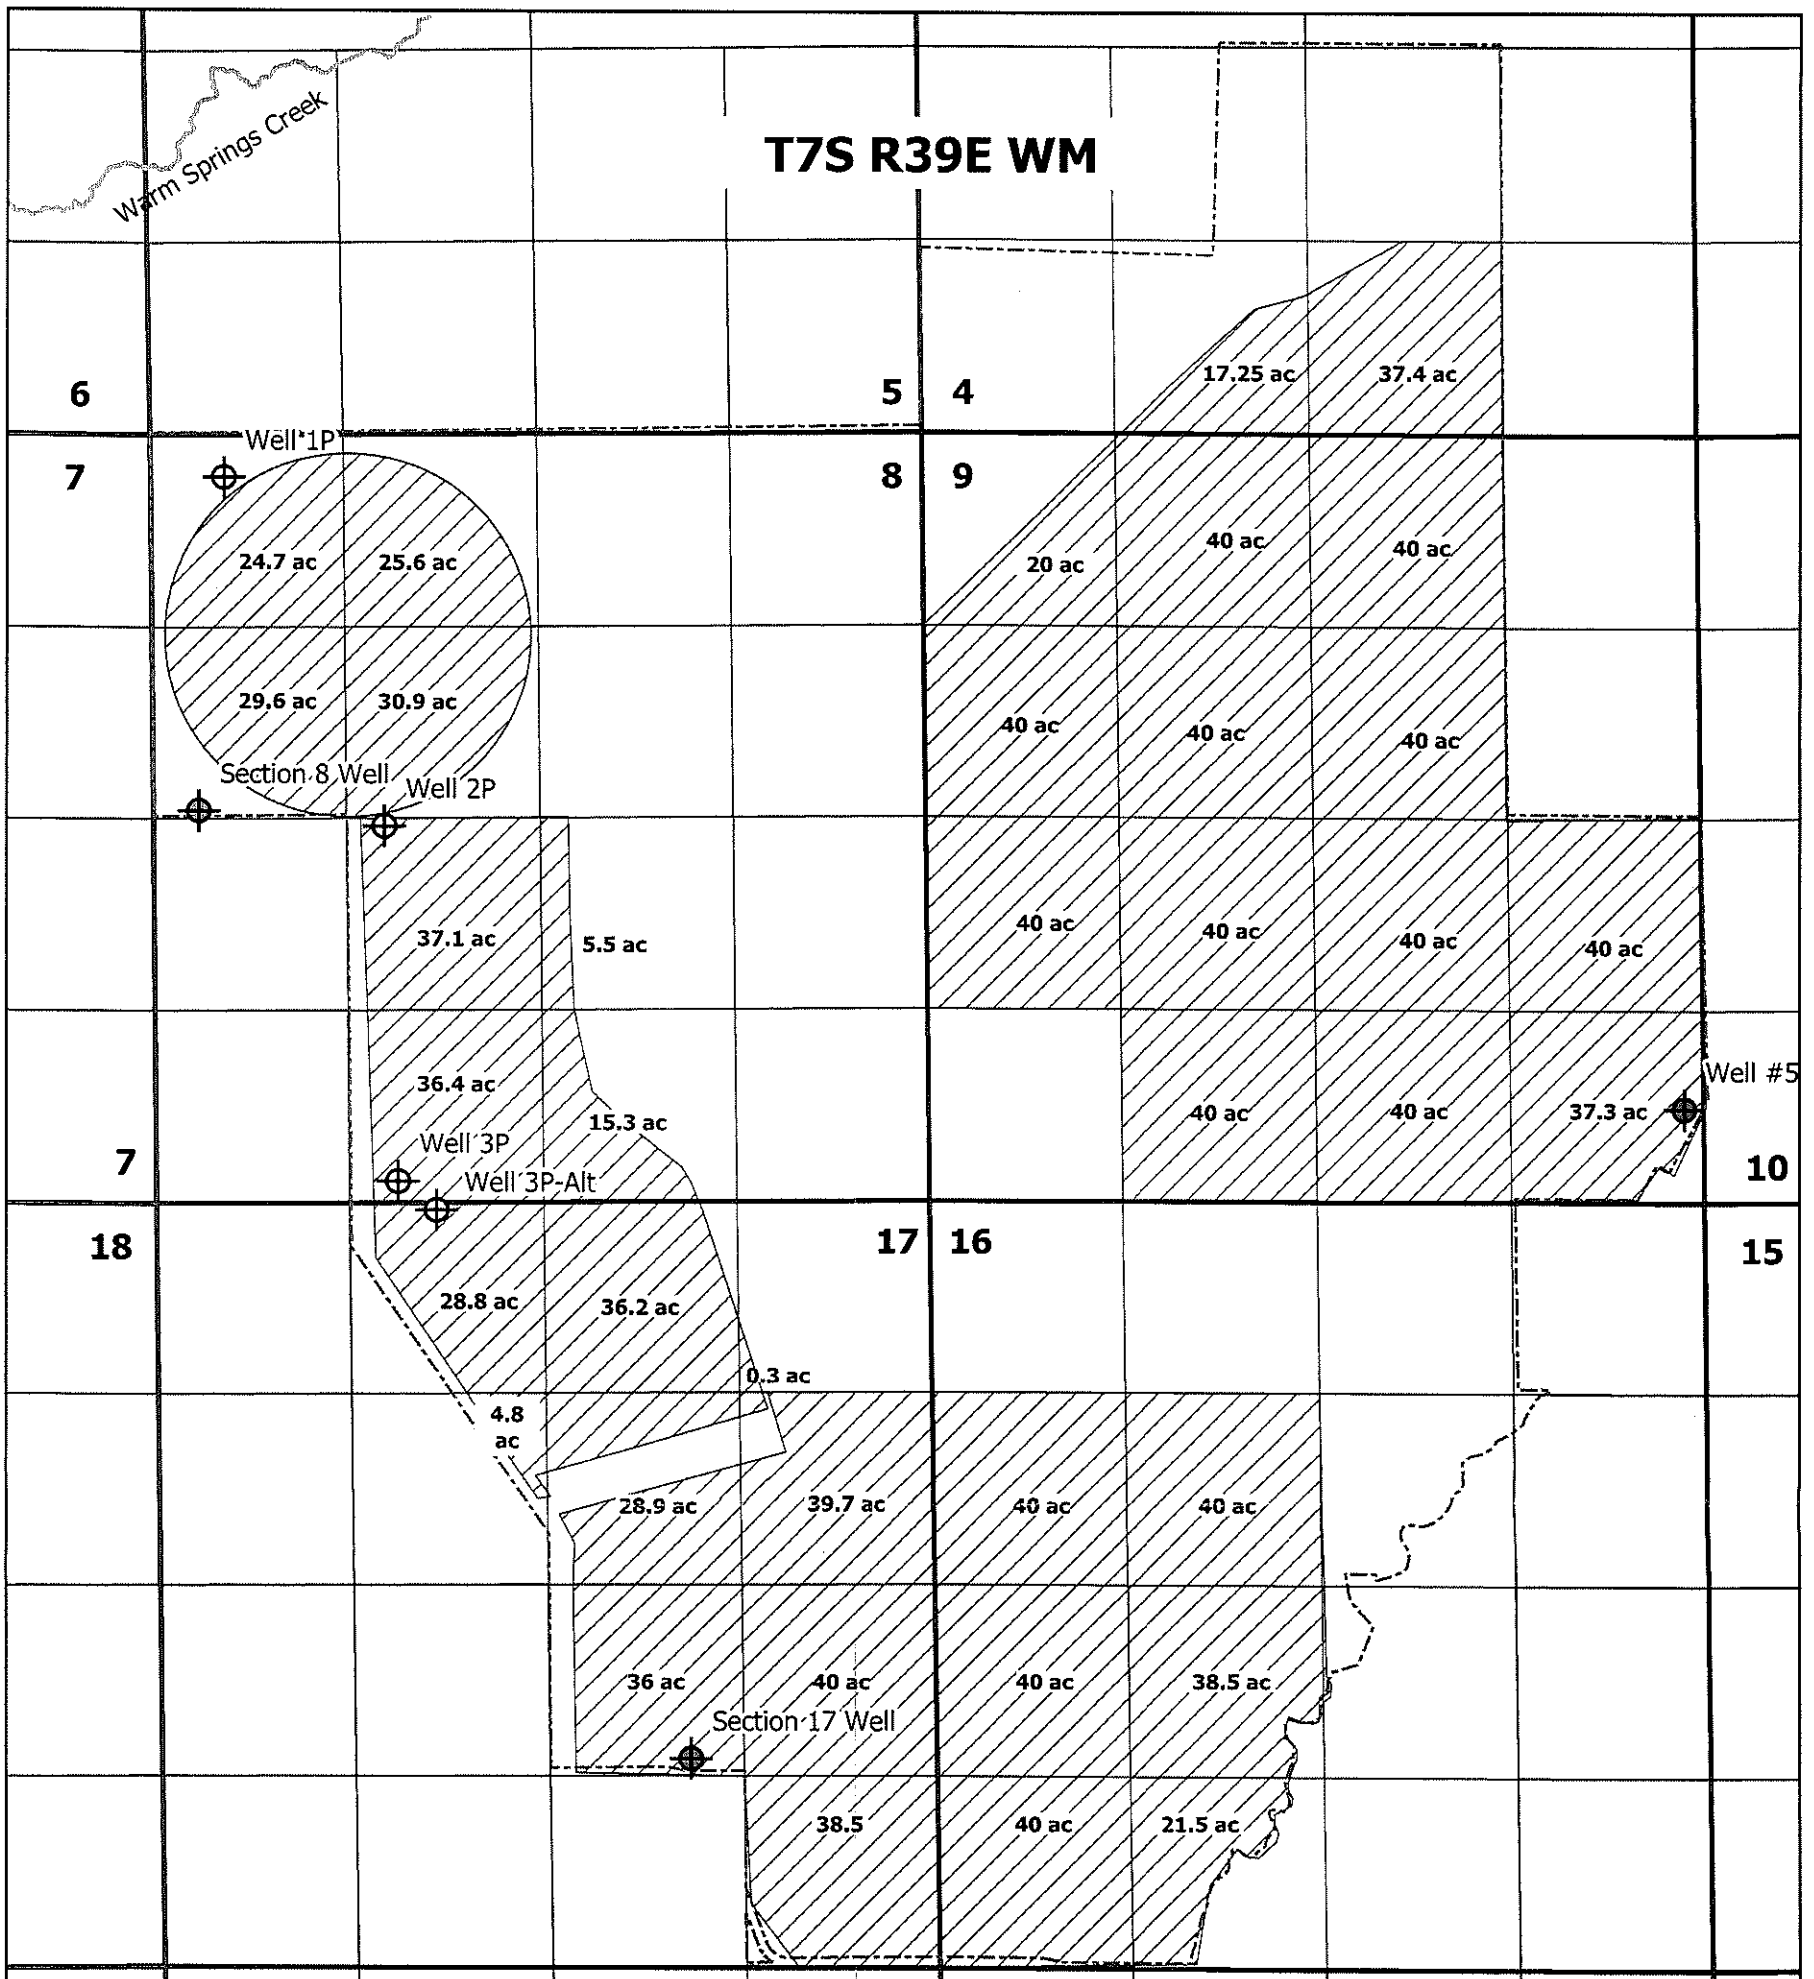 Warm Springs Creek
T7S R39E WM
17.25 ac
37.4 ac
6
5
4
Well 1P
7
8
9
24.7 ac
25.6 ac
20 ac
40 ac
40 ac
29.6 ac
30.9 ac
40 ac
40 ac
40 ac
Section 8 Well
Well 2P
37.1 ac
5.5 ac
40 ac
40 ac
40 ac
40 ac
36.4 ac
15.3 ac
40 ac
40 ac
37.3 ac
Well #5
Well 3P
Well 3P-Alt
7
10
18
17
16
15
28.8 ac
36.2 ac
0.3 ac
4.8
ac
28.9 ac
39.7 ac
40 ac
40 ac
36 ac
40 ac
40 ac
38.5 ac
Section 17 Well
38.5
40 ac
21.5 ac